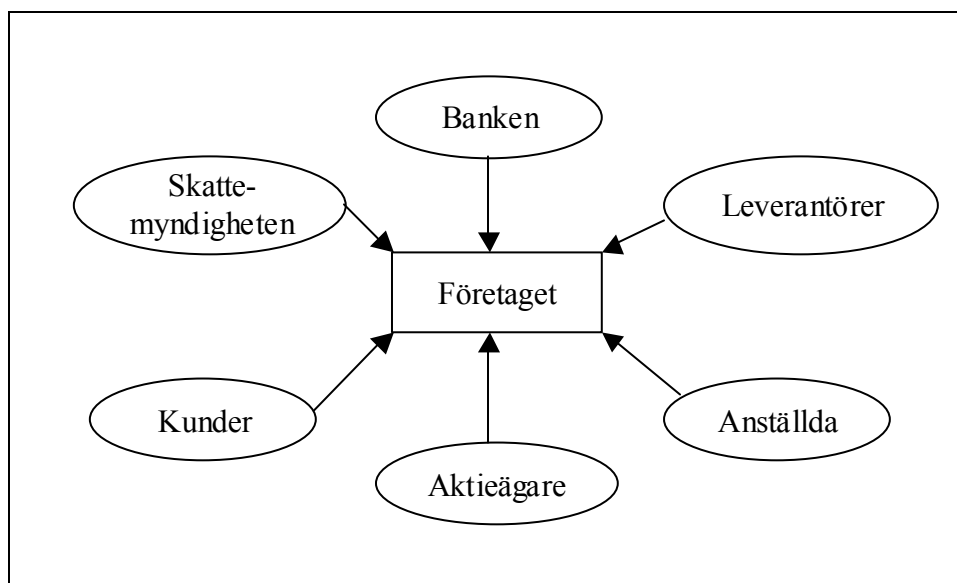 Banken
Skatte-
myndigheten
Leverantörer
Företaget
Kunder
Anställda
Aktieägare